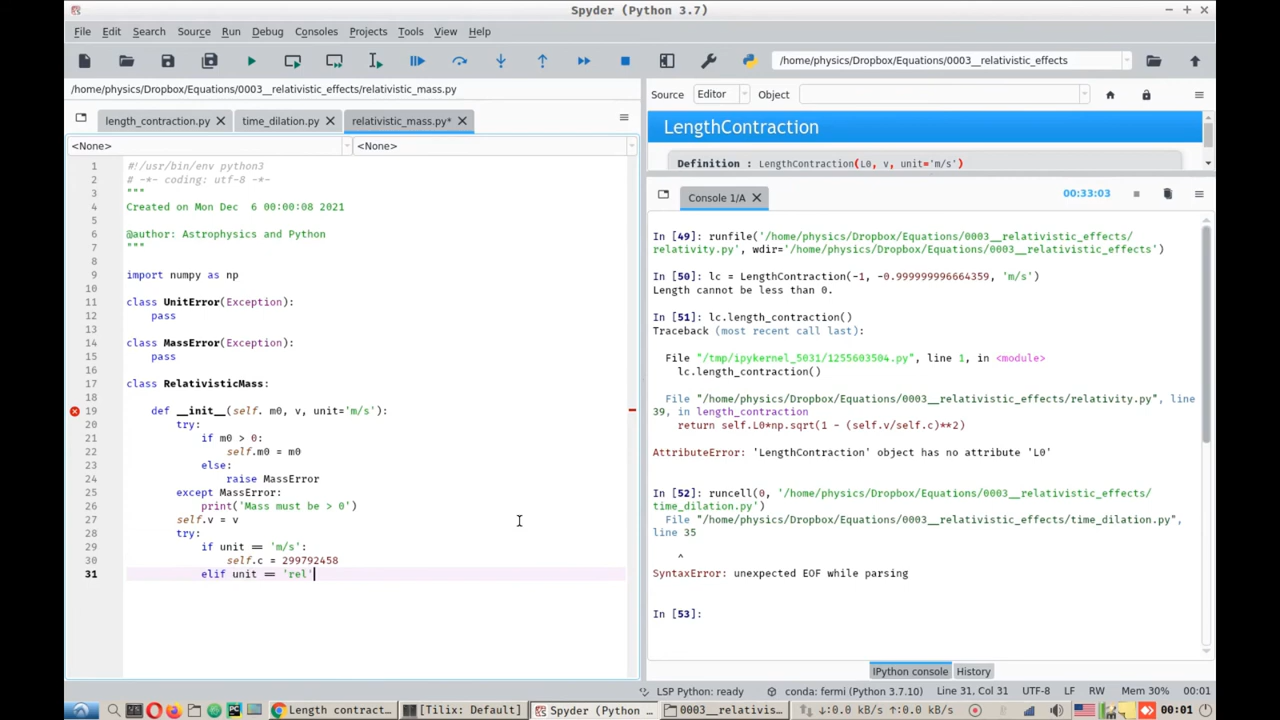 Spyder (Python 3.7)
File Edit Search Source Run Debug Consoles Projects Tools View Help
/home/physics/Dropbox/Equations/0003__relativistic_effects
/home/physics/Dropbox/Equations/0003__relativistic_effects/relativistic_mass.py
length_contraction.py
time_dilation.py
relativistic_mass.py*
<None>
<None>
1 #!/usr/bin/env python3
2 # -*- coding: utf-8 -*-
3 """
4 Created on Mon Dec  6 00:00:08 2021
5
6 @author: Astrophysics and Python
7 """
8
9 import numpy as np
10
11 class UnitError(Exception):
12     pass
13
14 class MassError(Exception):
15     pass
16
17 class RelativisticMass:
18
19     def __init__(self. m0, v, unit='m/s'):
20         try:
21             if m0 > 0:
22                 self.m0 = m0
23             else:
24                 raise MassError
25         except MassError:
26             print('Mass must be > 0')
27         self.v = v
28         try:
29             if unit == 'm/s':
30                 self.c = 299792458
31             elif unit == 'rel'
Source Editor Object
LengthContraction
Definition : LengthContraction(L0, v, unit='m/s')
Console 1/A
00:33:03
In [49]: runfile('/home/physics/Dropbox/Equations/0003__relativistic_effects/
relativity.py', wdir='/home/physics/Dropbox/Equations/0003__relativistic_effects')
In [50]: lc = LengthContraction(-1, -0.999999996664359, 'm/s')
Length cannot be less than 0.
In [51]: lc.length_contraction()
Traceback (most recent call last):
File "/tmp/ipykernel_5031/1255603504.py", line 1, in <module>
lc.length_contraction()
File "/home/physics/Dropbox/Equations/0003__relativistic_effects/relativity.py", line
39, in length_contraction
return self.L0*np.sqrt(1 - (self.v/self.c)**2)
AttributeError: 'LengthContraction' object has no attribute 'L0'
In [52]: runcell(0, '/home/physics/Dropbox/Equations/0003__relativistic_effects/
time_dilation.py')
File "/home/physics/Dropbox/Equations/0003__relativistic_effects/time_dilation.py",
line 35
^
SyntaxError: unexpected EOF while parsing
In [53]:
IPython console History
LSP Python: ready conda: fermi (Python 3.7.10) Line 31, Col 31 UTF-8 LF RW Mem 30% 00:01
Length contract... [Tilix: Default] Spyder (Python ... 0003__relativis... ↓:0.0 kB/s ↑:0.0 kB/s 00:01